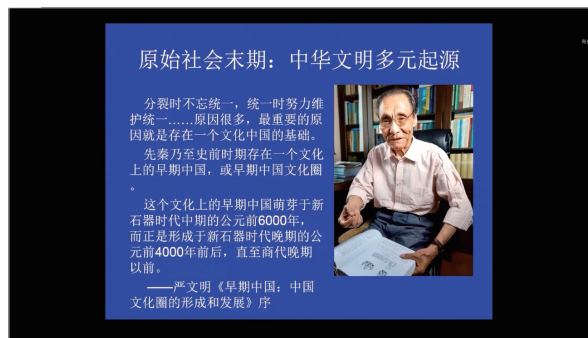 原始社会末期：中华文明多元起源
分裂时不忘统一，统一时努力维
护统一……原因很多，最重要的原
因就是存在一个文化中国的基础。
先秦乃至史前时期存在一个文化
上的早期中国，或早期中国文化圈
。
这个文化上的早期中国萌芽于新
石器时代中期的公元前6000年，
而正是形成于新石器时代晚期的公
元前4000年前后，直至商代晚期
以前。
——严文明《早期中国：中国
文化圈的形成和发展》序